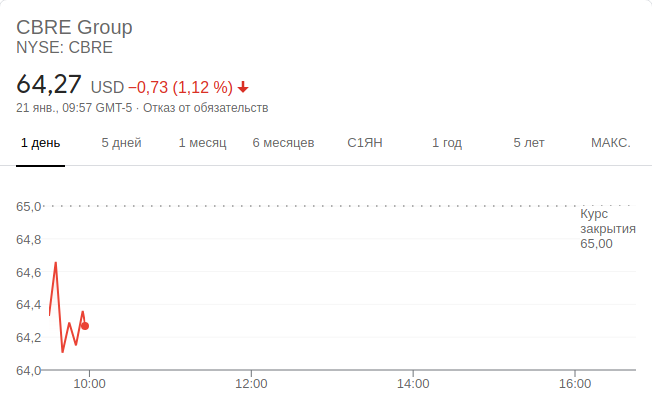 CBRE Group
NYSE: CBRE
64,27 USD −0,73 (1,12 %)
21 янв., 09:57 GMT-5 · Отказ от обязательств
1 день 5 дней 1 месяц 6 месяцев С1ЯН 1 год 5 лет МАКС.
65,0
Курс
закрытия
65,00
64,8
64,6
64,4
64,2
64,0
10:00 12:00 14:00 16:00